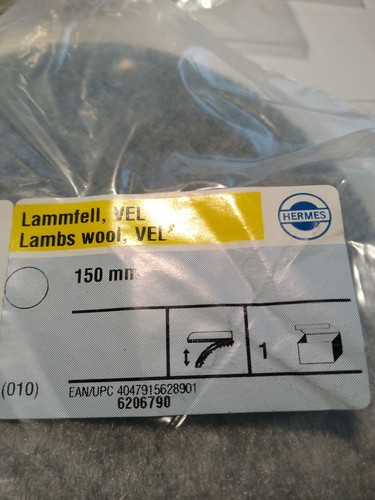 Lammfell, VEL
Lambs wool, VEL
HERMES
150 mm
1
(010)
EAN/UPC 4047915628901
6206790